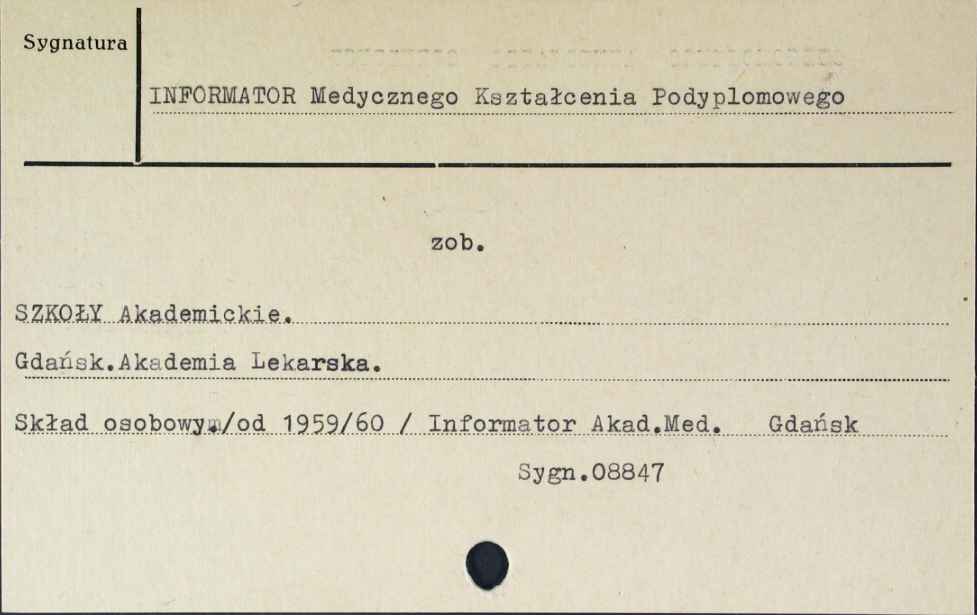 Sygnatura
INFORMATOR Medycznego Kształcenia Podyplomowego
zob.
SZKOŁY Akademickie.
Gdańsk.Akademia Lekarska.
Skład osobowy./od 1959/60 / Informator Akad.Med. Gdańsk
Sygn.08847